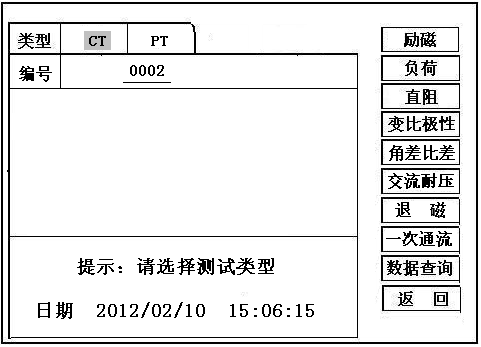 类型 CT PT
编号 0002
励磁
负荷
直阻
变比极性
角差比差
交流耐压
退 磁
一次通流
数据查询
返 回
提示：请选择测试类型
日期 2012/02/10 15:06:15